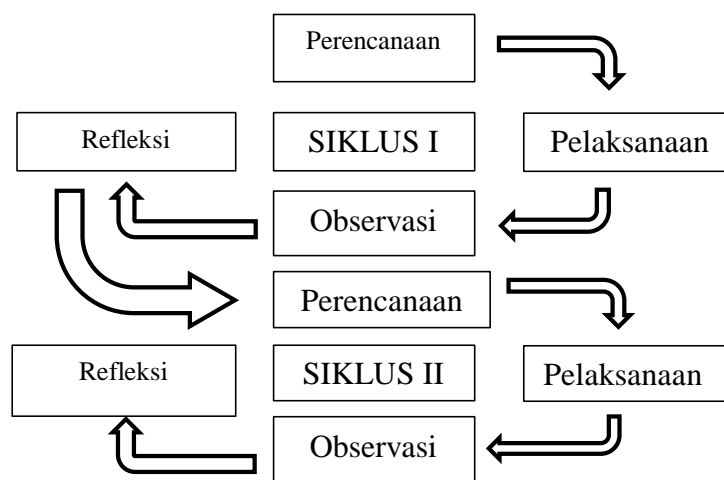 Perencanaan
Refleksi
SIKLUS I
Pelaksanaan
Observasi
Perencanaan
Refleksi
SIKLUS II
Pelaksanaan
Observasi